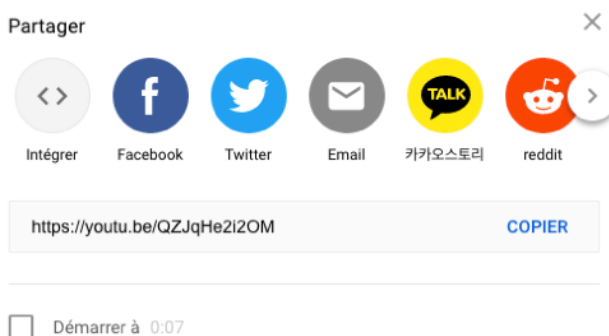 Partager
TALK
Intégrer Facebook Twitter Email 카카오스토리 reddit
https://youtu.be/QZJqHe2i2OM COPIER
Démarrer à 0:07